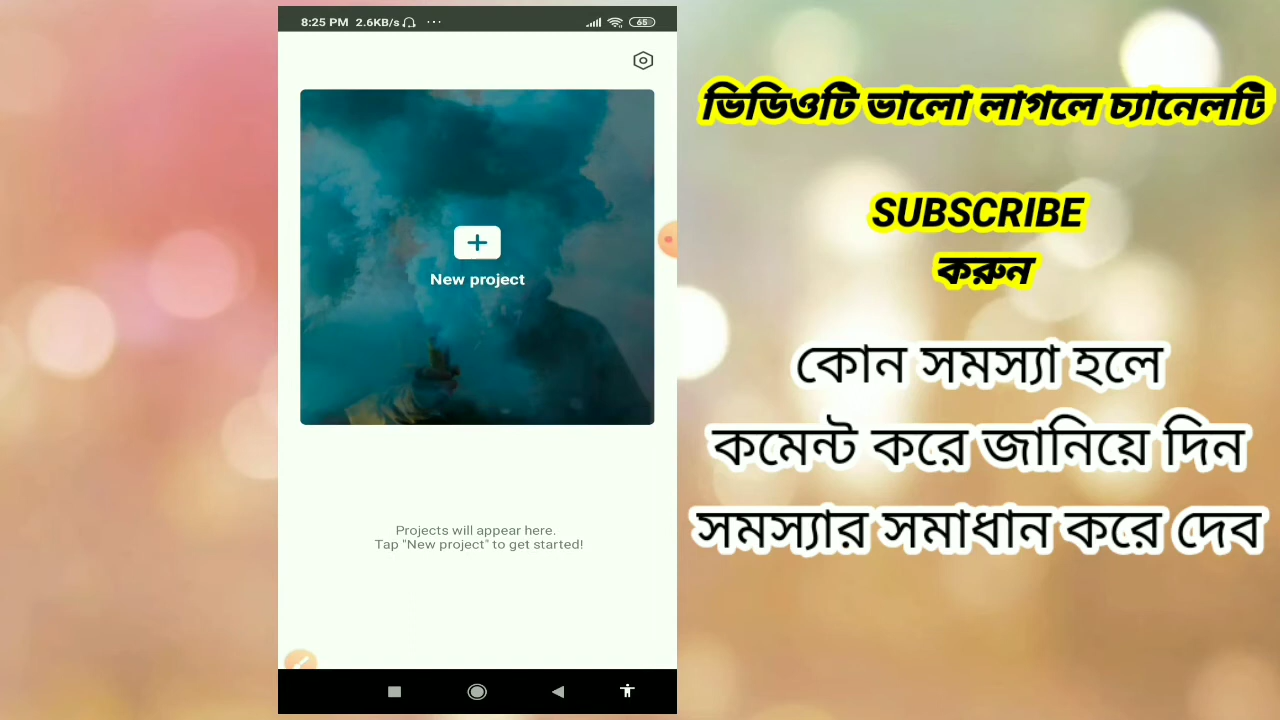 8:25 PM 2.6KB/s ...
65
New project
Projects will appear here.
Tap "New project" to get started!
ভিডিওটি ভালো লাগলে চ্যানেলটি
SUBSCRIBE
করুন
কোন সমস্যা হলে
কমেন্ট করে জানিয়ে দিন
সমস্যার সমাধান করে দেব